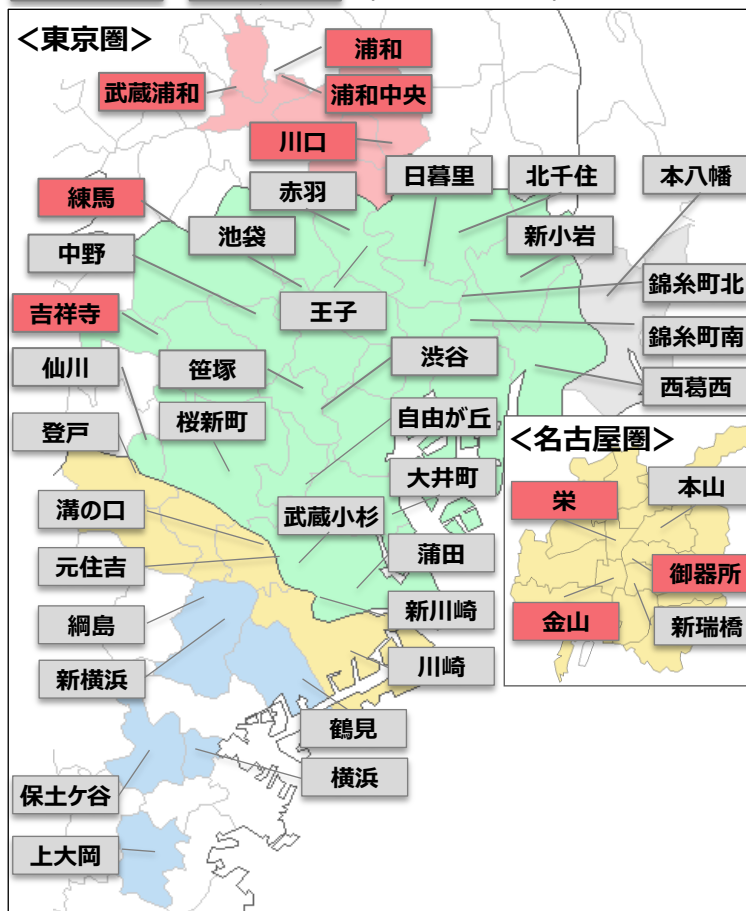 <東京圏>
浦和
武蔵浦和
浦和中央
川口
日暮里
北千住
本八幡
赤羽
練馬
池袋
新小岩
中野
錦糸町北
王子
吉祥寺
錦糸町南
渋谷
仙川
笹塚
西葛西
桜新町
自由が丘
登戸
<名古屋圏>
大井町
本山
栄
溝の口
武蔵小杉
元住吉
蒲田
御器所
綱島
新川崎
金山
新瑞橋
新横浜
川崎
鶴見
横浜
保土ケ谷
上大岡